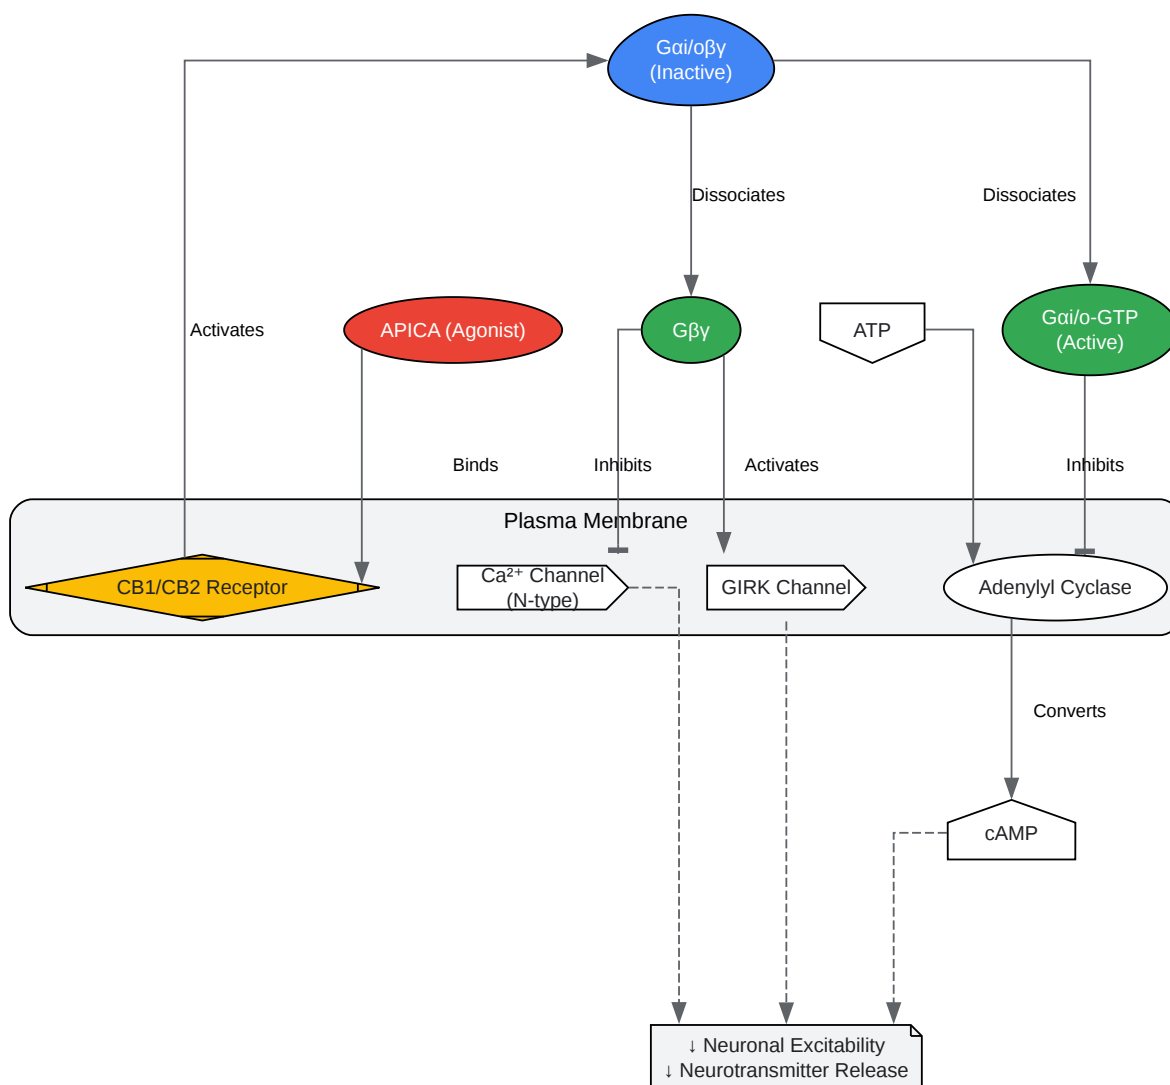 Gαi/oβγ
(Inactive)
Dissociates
Dissociates
Activates
APICA (Agonist)
Gβγ
ATP
Gαi/o-GTP
(Active)
Binds
Inhibits
Activates
Inhibits
Plasma Membrane
CB1/CB2 Receptor
Ca²⁺ Channel
(N-type)
GIRK Channel
Adenylyl Cyclase
Converts
cAMP
↓ Neuronal Excitability
↓ Neurotransmitter Release